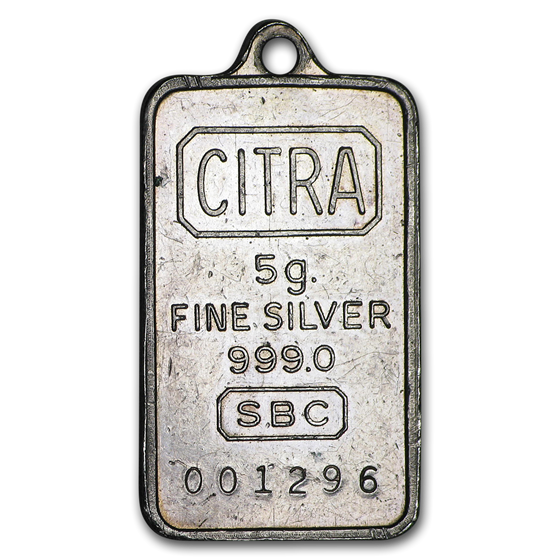 CITRA
5g.
FINE SILVER
999.0
SBC
001296